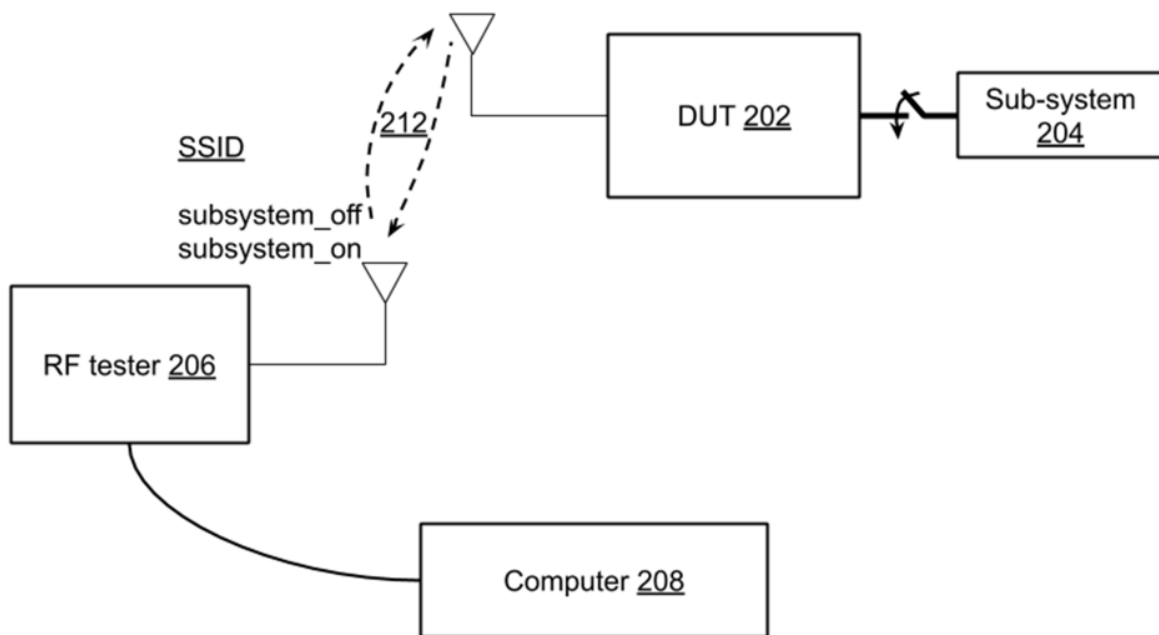 212
DUT 202
Sub-system
204
SSID
subsystem_off
subsystem_on
RF tester 206
Computer 208